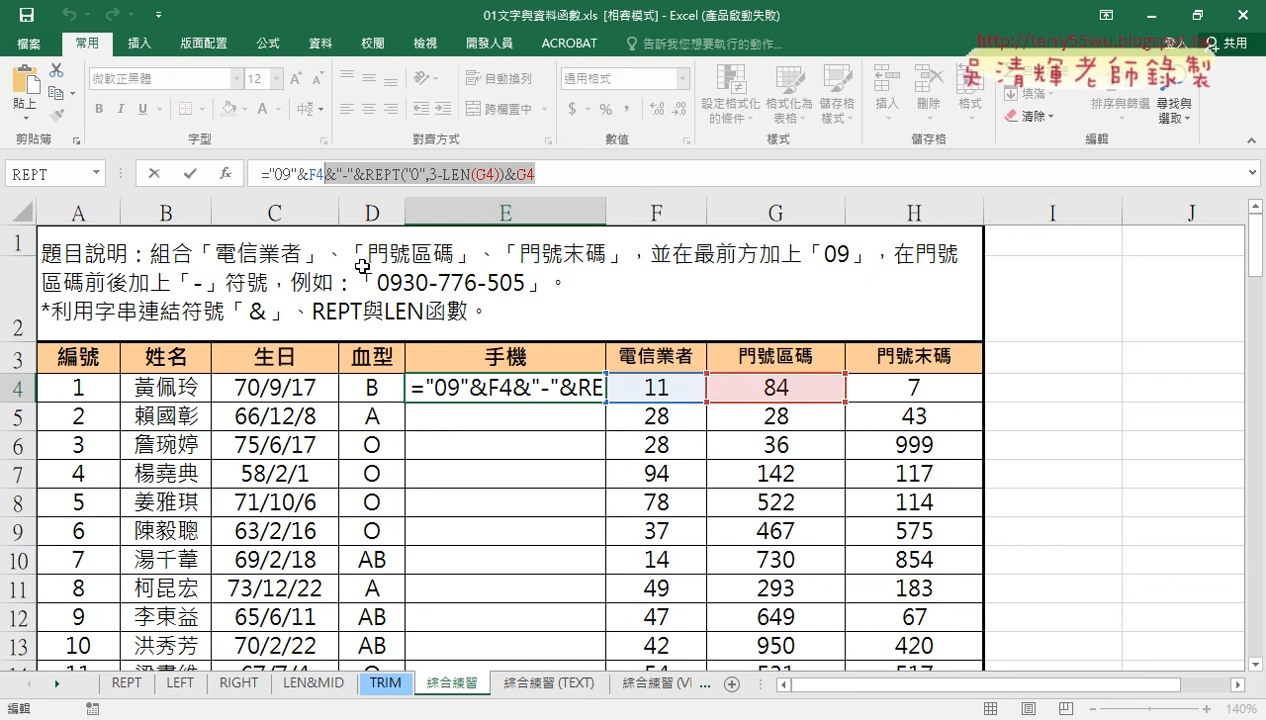 01文字與資料函數.xls [相容模式] - Excel (產品啟動失敗)
檔案 常用 插入 版面配置 公式 資料 校閱 檢視 開發人員 ACROBAT 告訴我您想要執行的動作... 登入 共用
http://terry55wu.blogspot.tw
吳清輝老師錄製
貼上 微軟正黑體 12 自動換列 通用格式 設定格式化的條件 格式化為表格 儲存格樣式 插入 刪除 格式 填滿 清除 排序與篩選 尋找與選取
B I U 跨欄置中 $ % ,
剪貼簿 字型 對齊方式 數值 樣式 儲存格 編輯
REPT ="09"&F4&"-"&REPT("0",3-LEN(G4))&G4
A B C D E F G H I J
1 題目說明：組合「電信業者」、「門號區碼」、「門號末碼」，並在最前方加上「09」，在門號
區碼前後加上「-」符號，例如：「0930-776-505」。
2 *利用字串連結符號「&」、REPT與LEN函數。
3 編號 姓名 生日 血型 手機 電信業者 門號區碼 門號末碼
4 1 黃佩玲 70/9/17 B ="09"&F4&"-"&RE 11 84 7
5 2 賴國彰 66/12/8 A 28 28 43
6 3 詹琬婷 75/6/17 O 28 36 999
7 4 楊堯典 58/2/1 O 94 142 117
8 5 姜雅琪 71/10/6 O 78 522 114
9 6 陳毅聰 63/2/16 O 37 467 575
10 7 湯千葦 69/2/18 AB 14 730 854
11 8 柯昆宏 73/12/22 A 49 293 183
12 9 李東益 65/6/11 AB 47 649 67
13 10 洪秀芳 70/2/22 AB 42 950 420
REPT LEFT RIGHT LEN&MID TRIM 綜合練習 綜合練習 (TEXT) 綜合練習 (VI ...
編輯 140%